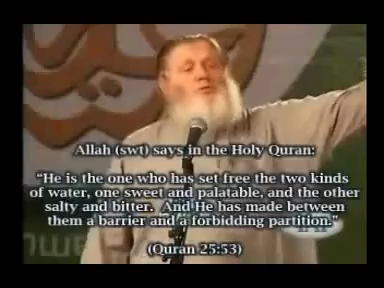 Allah (swt) says in the Holy Quran:
"He is the one who has set free the two kinds
of water, one sweet and palatable, and the other
salty and bitter.  And He has made between
them a barrier and a forbidding partition."
(Quran 25:53)